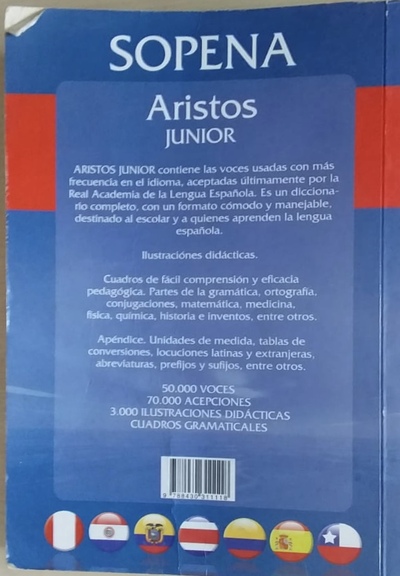 SOPENA
Aristos
JUNIOR
ARISTOS JUNIOR contiene las voces usadas con más
frecuencia en el idioma, aceptadas últimamente por la
Real Academia de la Lengua Española. Es un dicciona-
rio completo, con un formato cómodo y manejable,
destinado al escolar y a quienes aprenden la lengua
española.
Ilustraciónes didácticas.
Cuadros de fácil comprensión y eficacia
pedagógica. Partes de la gramática, ortografía,
conjugaciones, matemática, medicina,
física, química, historia e inventos, entre otros.
Apéndice. Unidades de medida, tablas de
conversiones, locuciones latinas y extranjeras,
abreviaturas, prefijos y sufijos, entre otros.
50.000 VOCES
70.000 ACEPCIONES
3.000 ILUSTRACIONES DIDÁCTICAS
CUADROS GRAMATICALES